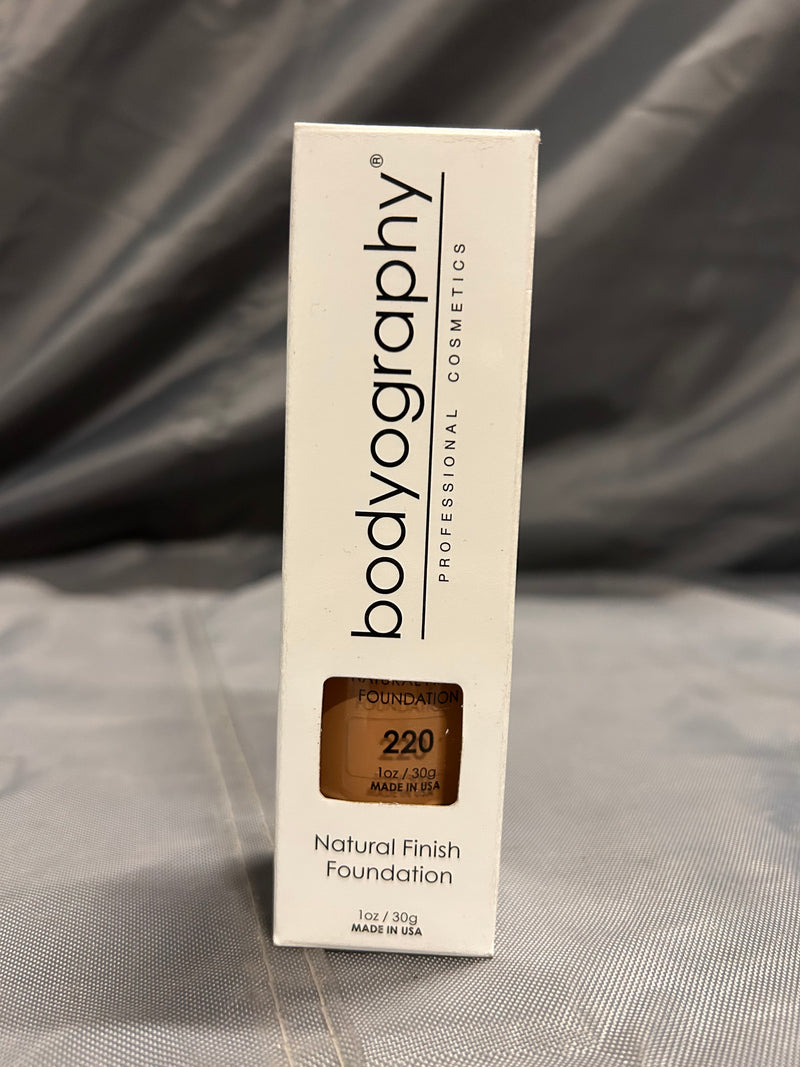 bodyography®
PROFESSIONAL COSMETICS
FOUNDATION
220
1oz / 30g
MADE IN USA
Natural Finish
Foundation
1oz / 30g
MADE IN USA